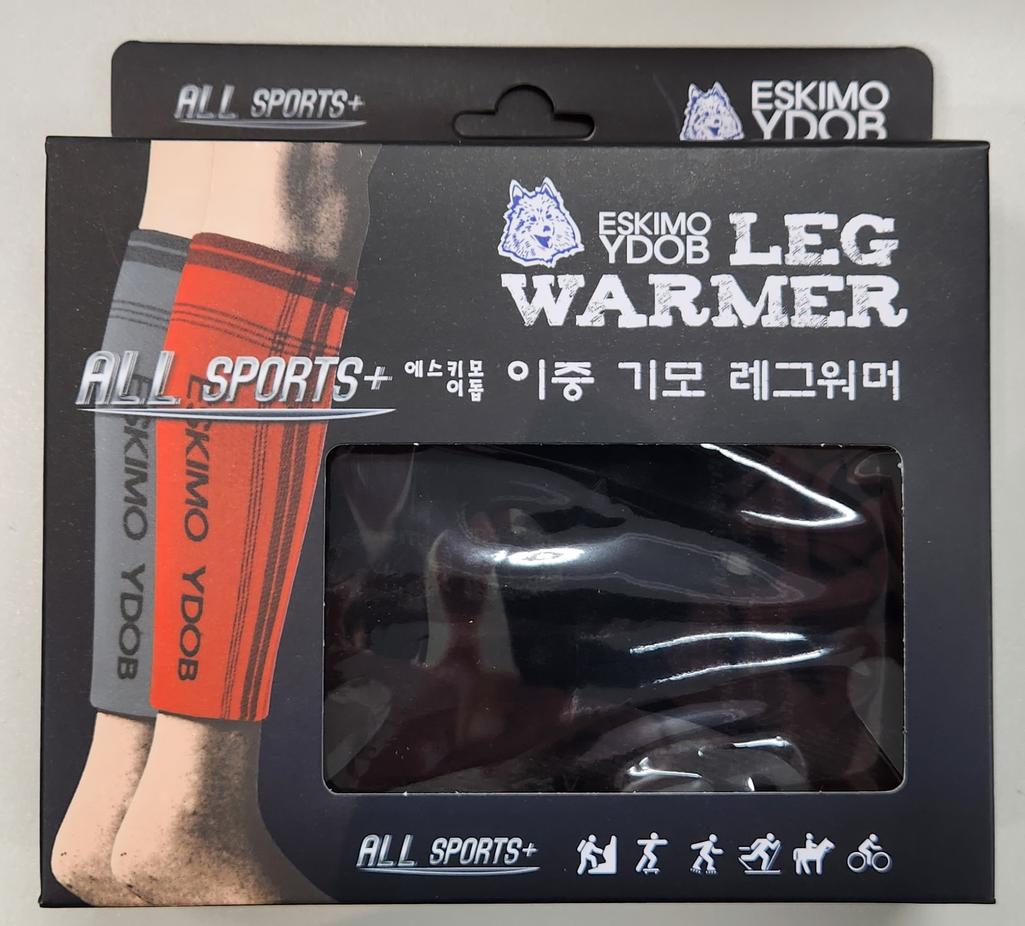 ALL SPORTS+
ESKIMO
YDOB
ESKIMO
YDOB
LEG
WARMER
ALL SPORTS+
에스키모
이돕
이중 기모 레그워머
ESKIMO YDOB
ESKIMO YDOB
ALL SPORTS+